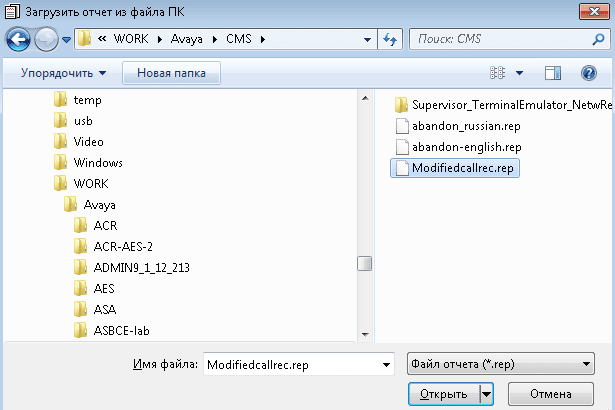 Загрузить отчет из файла ПК
« WORK Avaya CMS Поиск: CMS
Упорядочить Новая папка
temp
usb
Video
Windows
WORK
Avaya
ACR
ACR-AES-2
ADMIN9_1_12_213
AES
ASA
ASBCE-lab
Supervisor_TerminalEmulator_NetwRe
abandon_russian.rep
abandon-english.rep
Modifiedcallrec.rep
Имя файла: Modifiedcallrec.rep Файл отчета (*.rep)
Открыть Отмена